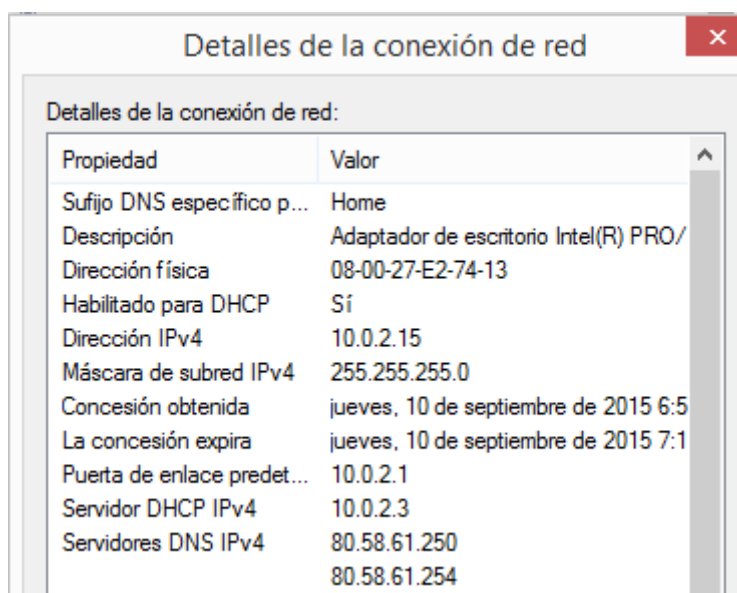 Detalles de la conexión de red
Detalles de la conexión de red:
Propiedad Valor
Sufijo DNS específico p... Home
Descripción Adaptador de escritorio Intel(R) PRO/
Dirección física 08-00-27-E2-74-13
Habilitado para DHCP Sí
Dirección IPv4 10.0.2.15
Máscara de subred IPv4 255.255.255.0
Concesión obtenida jueves, 10 de septiembre de 2015 6:5
La concesión expira jueves, 10 de septiembre de 2015 7:1
Puerta de enlace predet... 10.0.2.1
Servidor DHCP IPv4 10.0.2.3
Servidores DNS IPv4 80.58.61.250
80.58.61.254